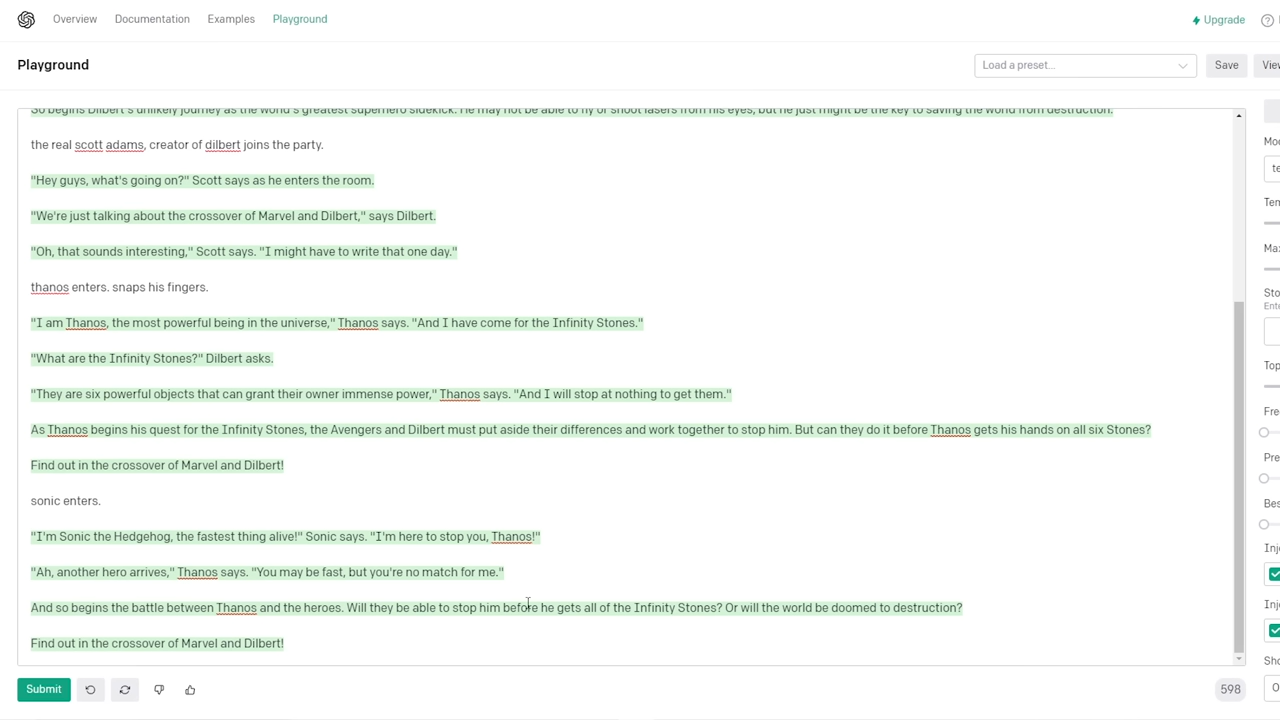 Overview Documentation Examples Playground Upgrade
Playground Load a preset... Save
So begins Dilbert's unlikely journey as the world's greatest superhero sidekick. He may not be able to fly or shoot lasers from his eyes, but he just might be the key to saving the world from destruction.
the real scott adams, creator of dilbert joins the party.
"Hey guys, what's going on?" Scott says as he enters the room.
"We're just talking about the crossover of Marvel and Dilbert," says Dilbert.
"Oh, that sounds interesting," Scott says. "I might have to write that one day."
thanos enters. snaps his fingers.
"I am Thanos, the most powerful being in the universe," Thanos says. "And I have come for the Infinity Stones."
"What are the Infinity Stones?" Dilbert asks.
"They are six powerful objects that can grant their owner immense power," Thanos says. "And I will stop at nothing to get them."
As Thanos begins his quest for the Infinity Stones, the Avengers and Dilbert must put aside their differences and work together to stop him. But can they do it before Thanos gets his hands on all six Stones?
Find out in the crossover of Marvel and Dilbert!
sonic enters.
"I'm Sonic the Hedgehog, the fastest thing alive!" Sonic says. "I'm here to stop you, Thanos!"
"Ah, another hero arrives," Thanos says. "You may be fast, but you're no match for me."
And so begins the battle between Thanos and the heroes. Will they be able to stop him before he gets all of the Infinity Stones? Or will the world be doomed to destruction?
Find out in the crossover of Marvel and Dilbert!
Submit 598